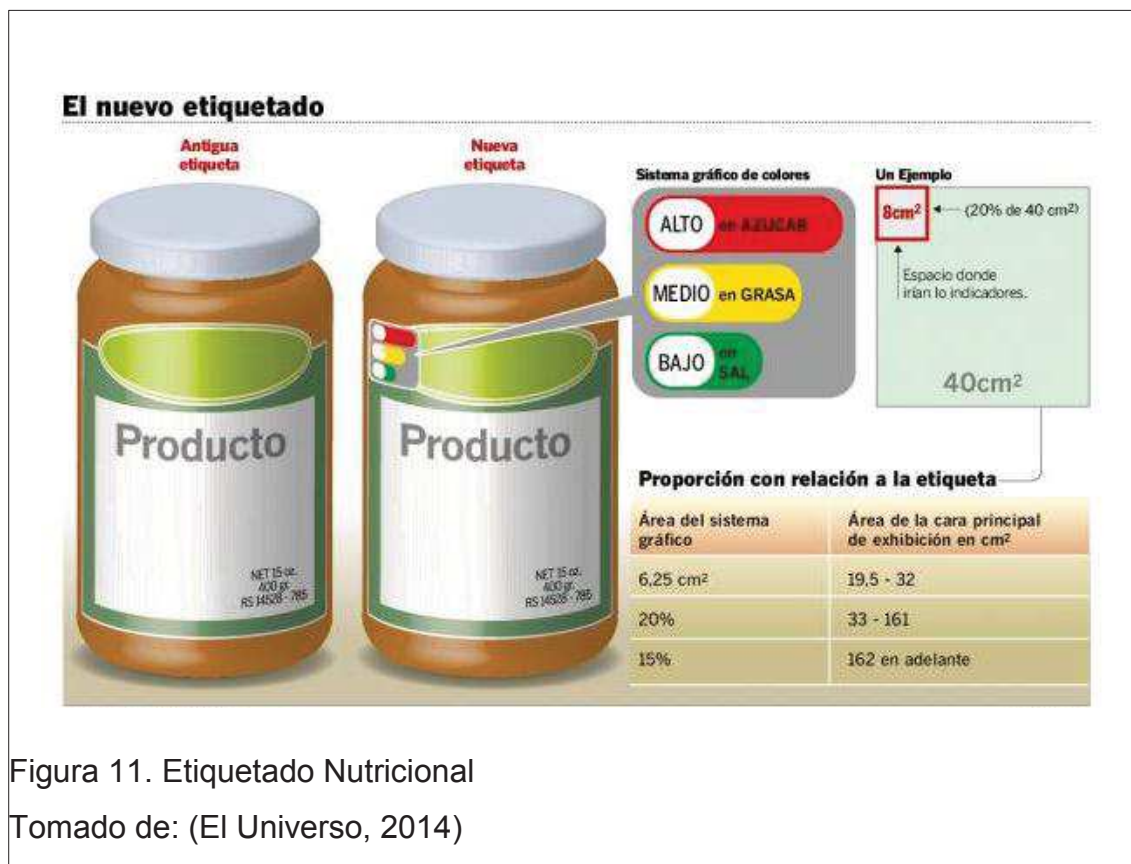 El nuevo etiquetado
Antigua
etiqueta
Nueva
etiqueta
Producto
NET 15 oz.
400 gr.
RS 14528 - 785
Producto
NET 15 oz.
400 gr.
RS 14528 - 785
Sistema gráfico de colores
ALTO en AZUCAR
MEDIO en GRASA
BAJO en
SAL
Un Ejemplo
8cm²
(20% de 40 cm²)
Espacio donde
irían lo indicadores.
40cm²
Proporción con relación a la etiqueta
Área del sistema
gráfico
Área de la cara principal
de exhibición en cm²
6,25 cm²
19,5 - 32
20%
33 - 161
15%
162 en adelante
Figura 11. Etiquetado Nutricional
Tomado de: (El Universo, 2014)